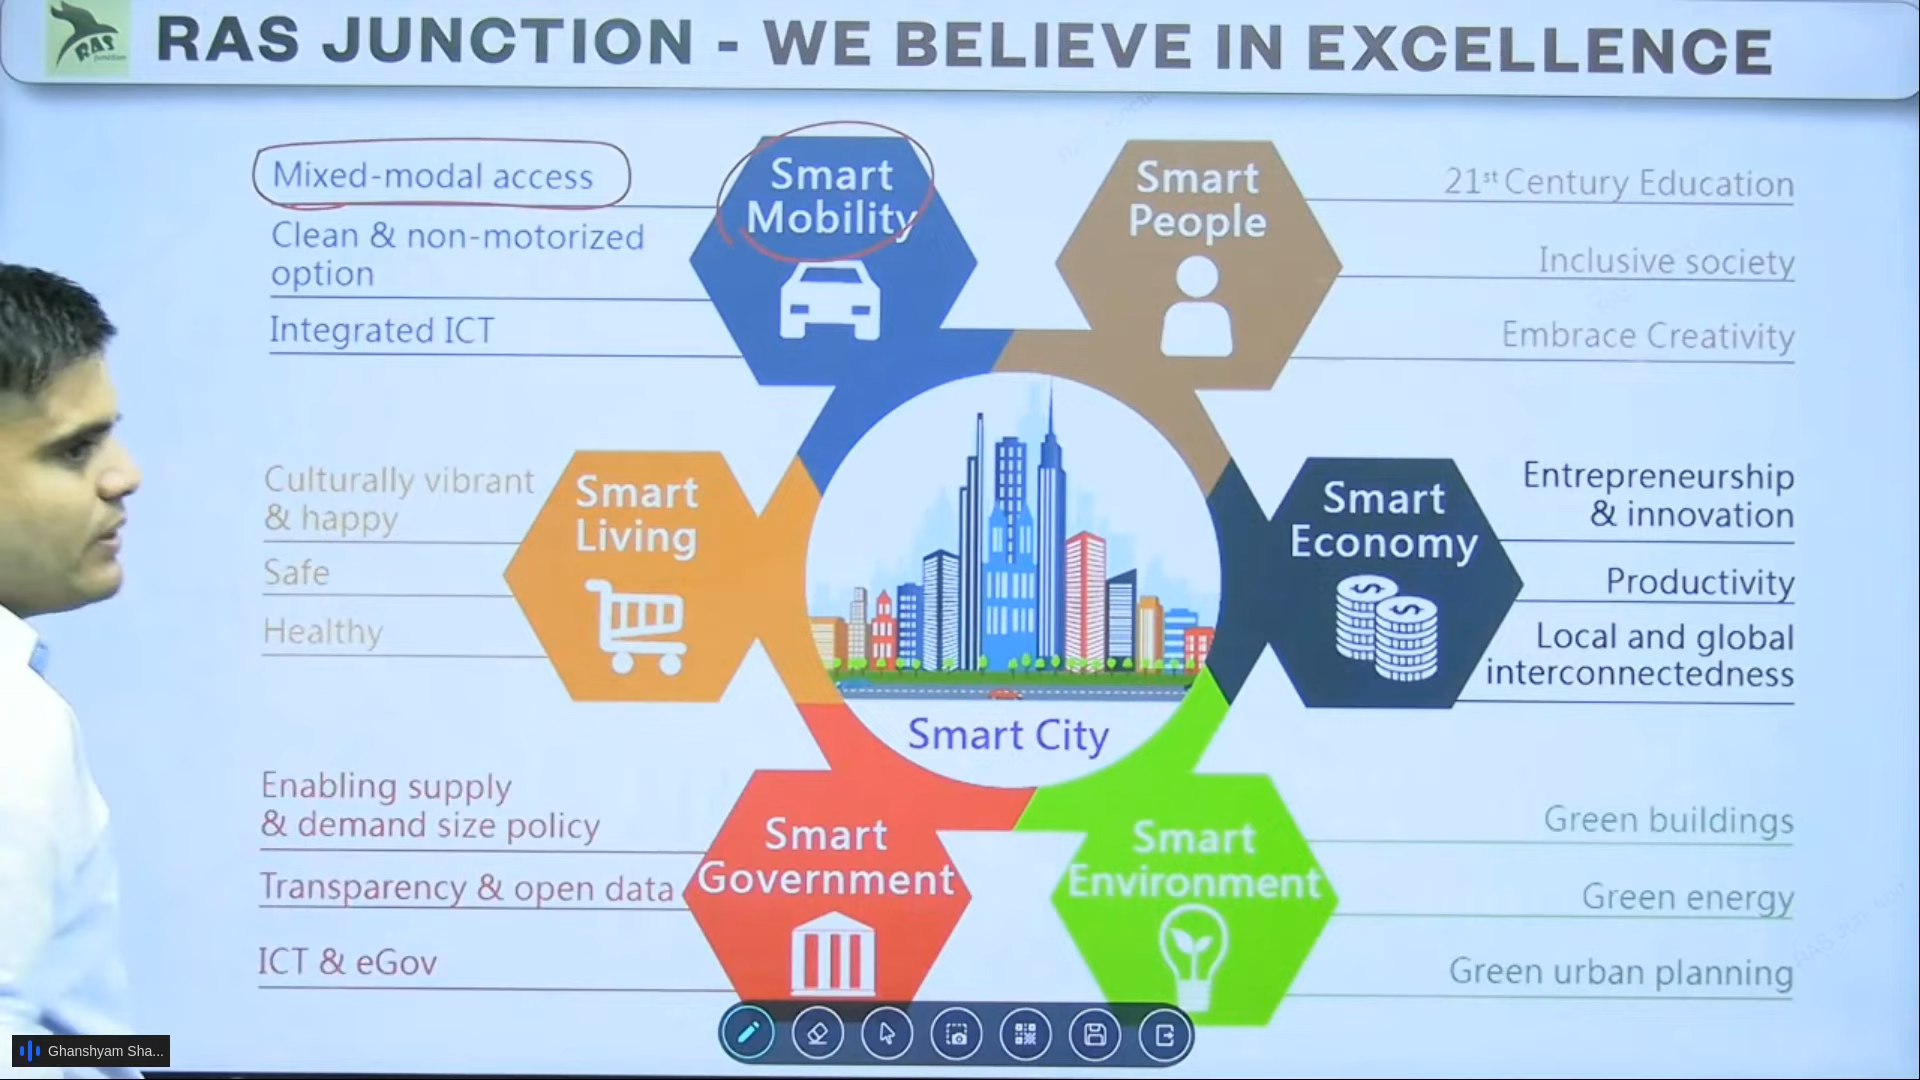 RAS JUNCTION - WE BELIEVE IN EXCELLENCE
RAS
Junction
Mixed-modal access
Clean & non-motorized
option
Integrated ICT
Smart
Mobility
Smart
People
21st Century Education
Inclusive society
Embrace Creativity
Culturally vibrant
& happy
Safe
Healthy
Smart
Living
Smart
Economy
Entrepreneurship
& innovation
Productivity
Local and global
interconnectedness
Smart City
Enabling supply
& demand size policy
Transparency & open data
ICT & eGov
Smart
Government
Smart
Environment
Green buildings
Green energy
Green urban planning
Ghanshyam Sha...